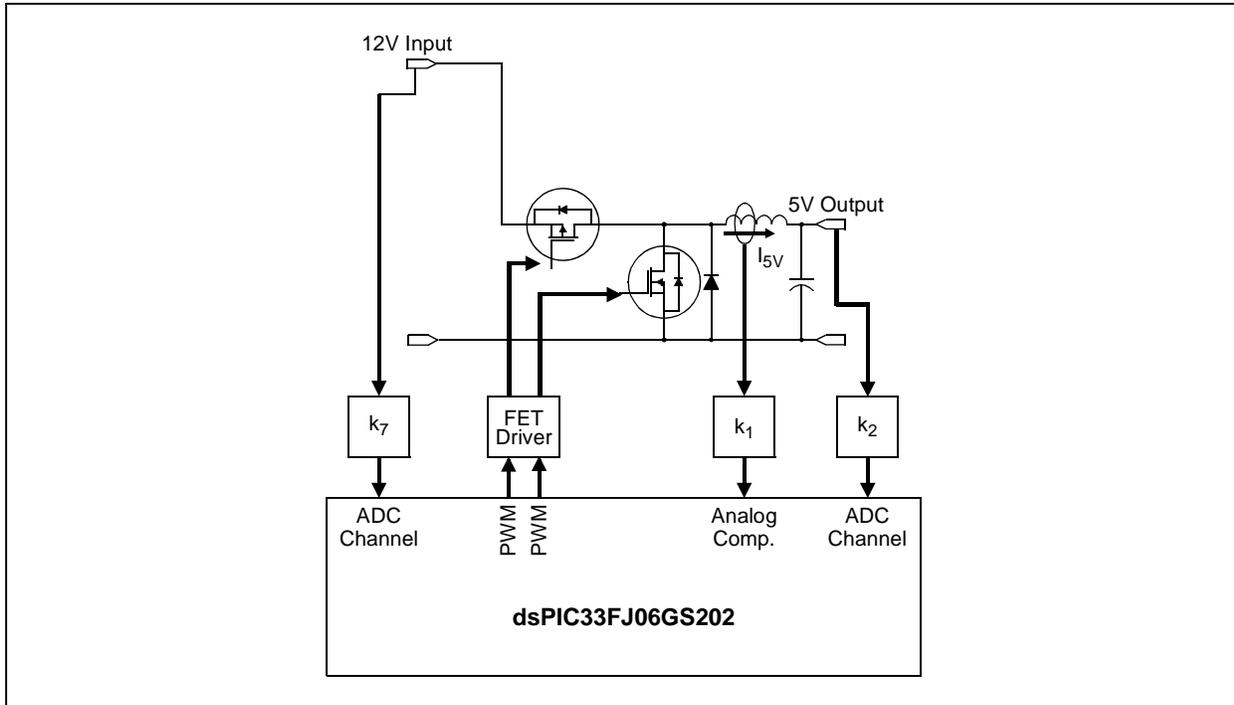 12V Input
5V Output
I5V
k7
FET
Driver
k1
k2
ADC
Channel
PWM
PWM
Analog
Comp.
ADC
Channel
dsPIC33FJ06GS202